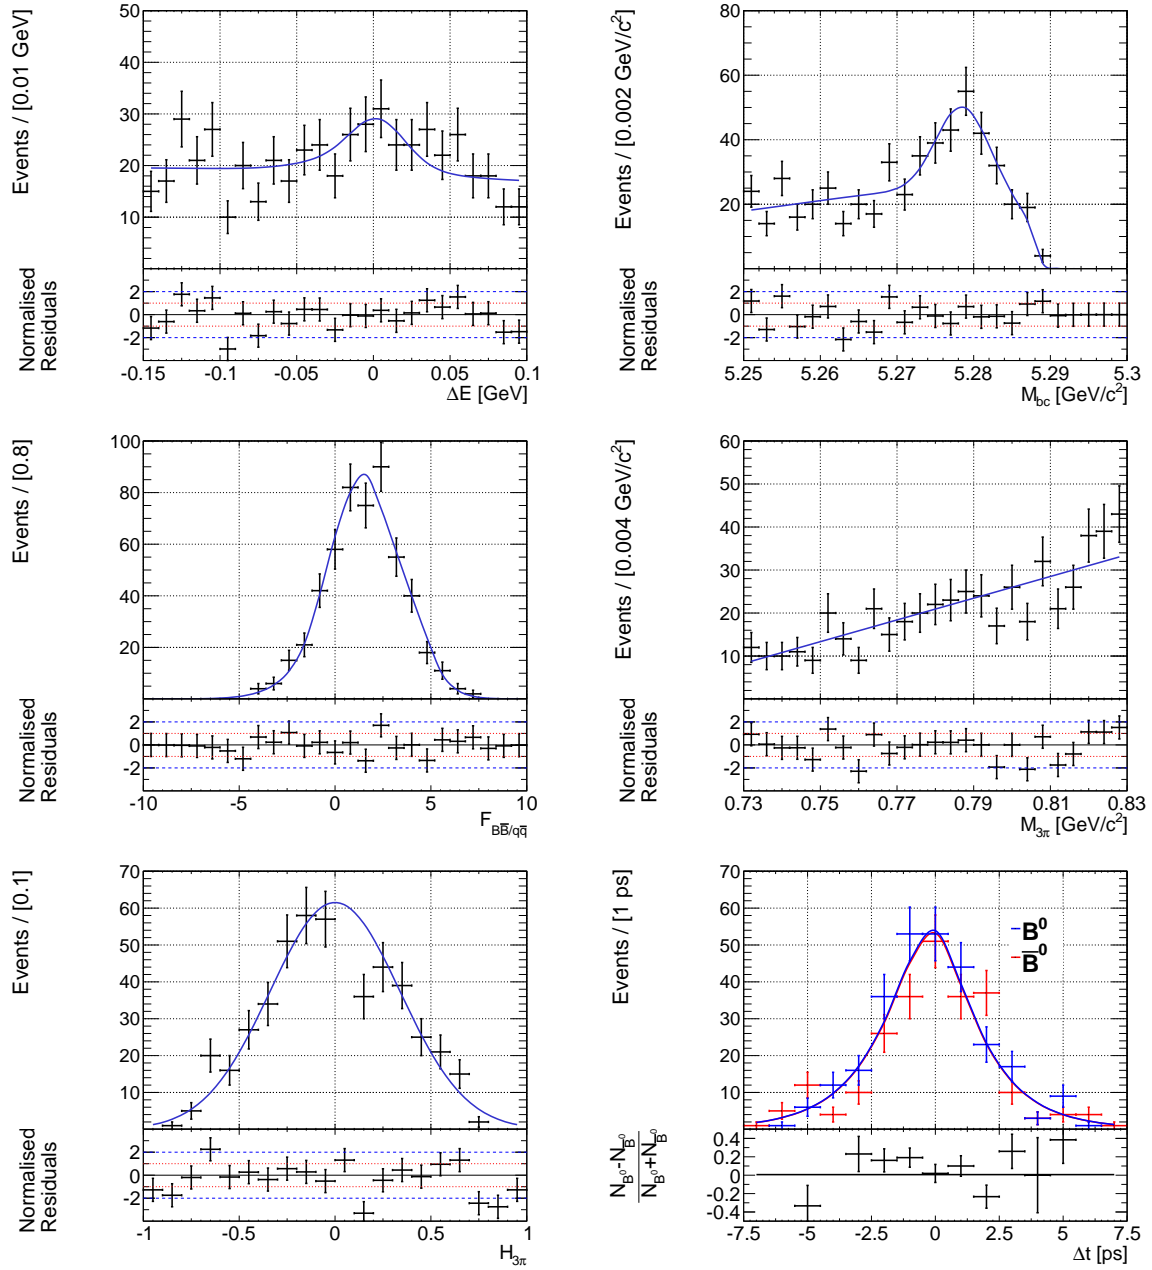 Events / [0.01 GeV]
50
40
30
20
10
Normalised
Residuals
2
0
-2
-0.15 -0.1 -0.05 0 0.05 0.1
ΔE [GeV]
Events / [0.002 GeV/c²]
80
60
40
20
Normalised
Residuals
2
0
-2
5.25 5.26 5.27 5.28 5.29 5.3
M_bc [GeV/c²]
Events / [0.8]
100
80
60
40
20
Normalised
Residuals
2
0
-2
-10 -5 0 5 10
F_BB̅/qq̅
Events / [0.004 GeV/c²]
60
50
40
30
20
10
0
Normalised
Residuals
2
0
-2
0.73 0.75 0.77 0.79 0.81 0.83
M_3π [GeV/c²]
Events / [0.1]
70
60
50
40
30
20
10
Normalised
Residuals
2
0
-2
-1 -0.5 0 0.5 1
H_3π
Events / [1 ps]
70
60
50
40
30
20
10
B⁰
B̅⁰
N_B⁰-N_B̅⁰
N_B⁰+N_B̅⁰
0.4
0.2
0
-0.2
-0.4
-7.5 -5 -2.5 0 2.5 5 7.5
Δt [ps]